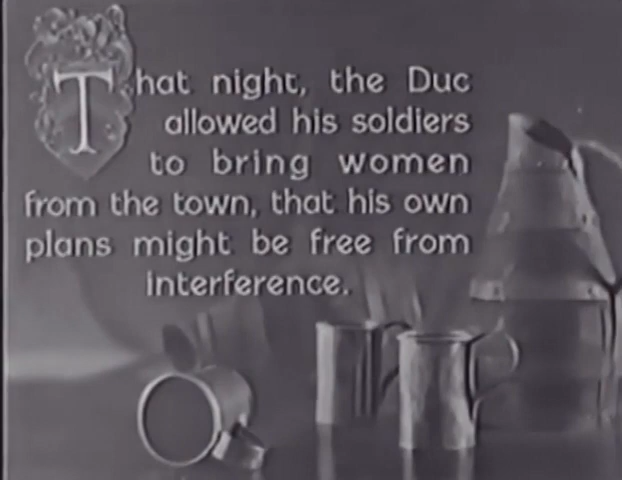 That night, the Duc
allowed his soldiers
to bring women
from the town, that his own
plans might be free from
interference.